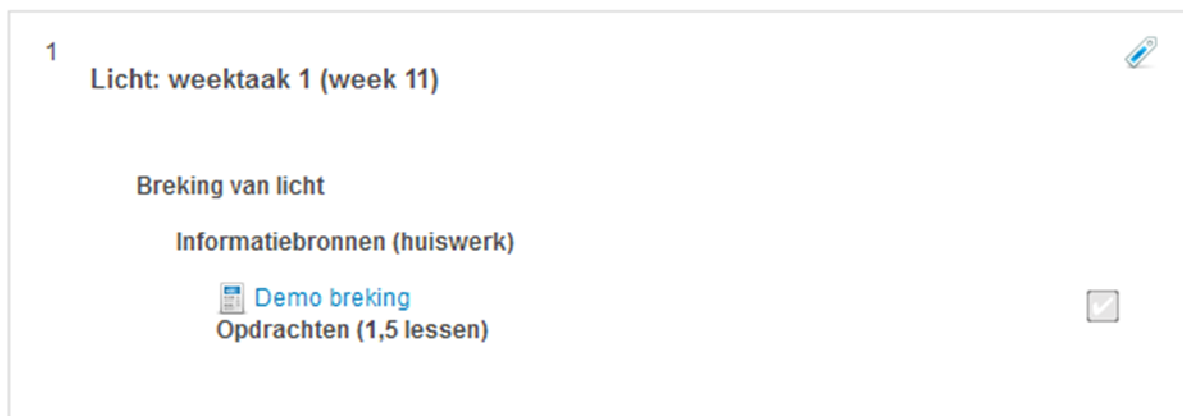 1
Licht: weektaak 1 (week 11)
Breking van licht
Informatiebronnen (huiswerk)
Demo breking
Opdrachten (1,5 lessen)